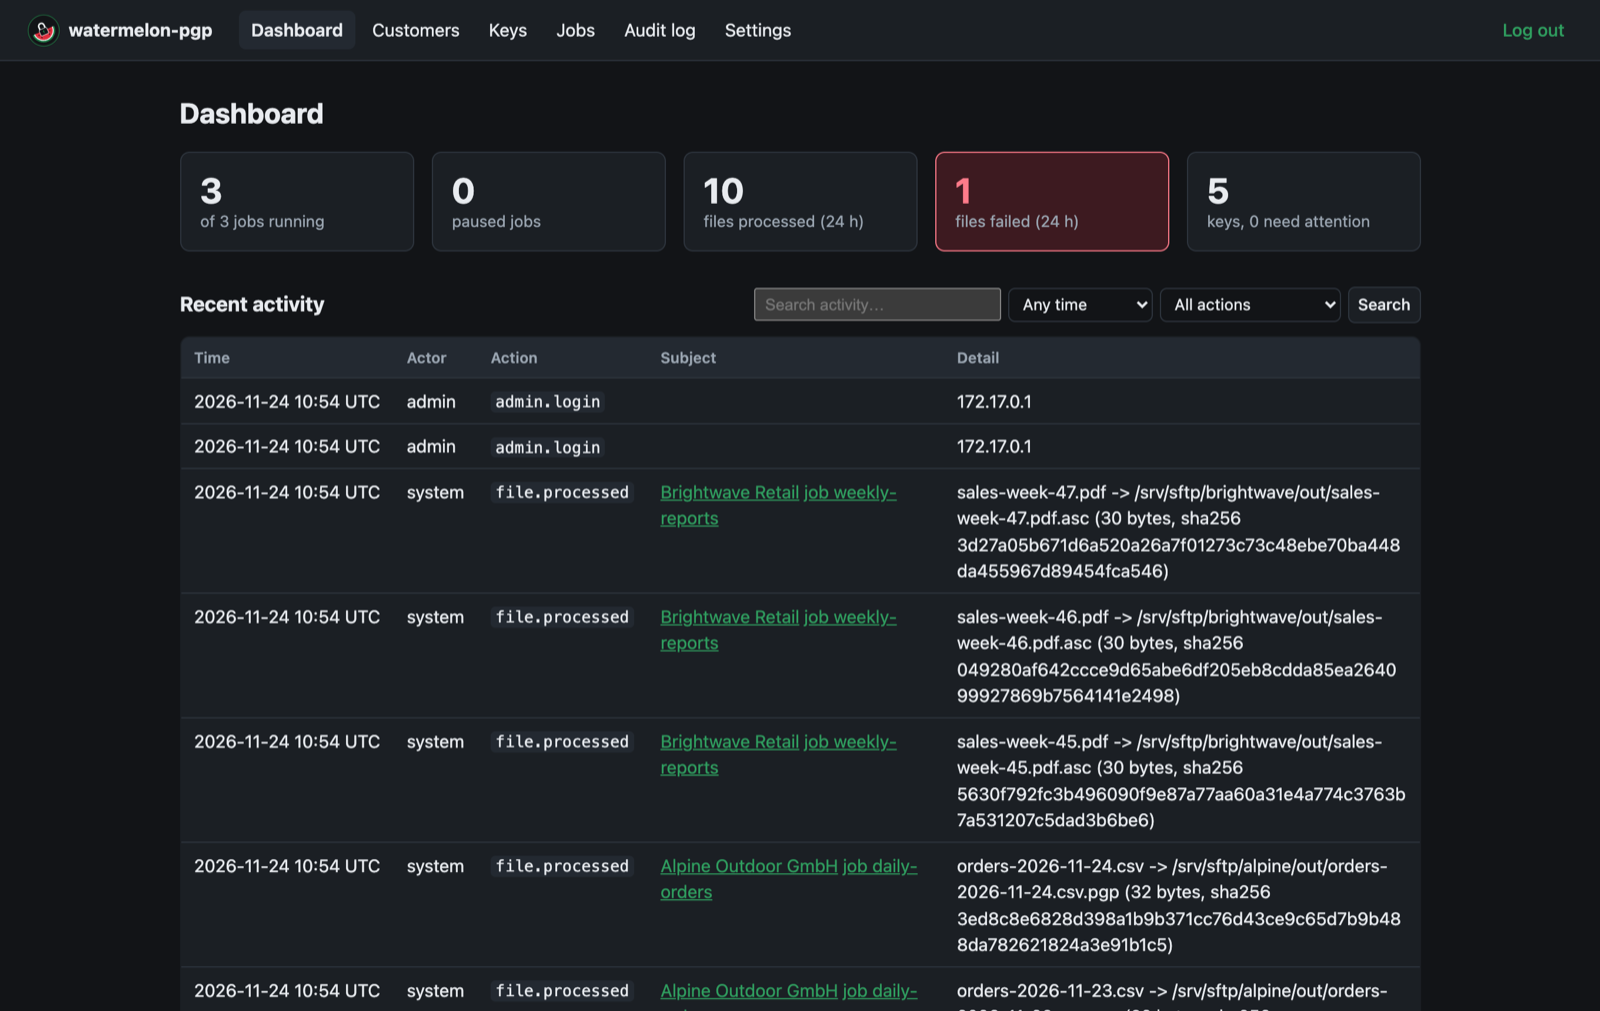 watermelon-pgp Dashboard Customers Keys Jobs Audit log Settings Log out
Dashboard
3 0 10 1 5
of 3 jobs running paused jobs files processed (24 h) files failed (24 h) keys, 0 need attention
Recent activity Search activity... Any time All actions Search
Time Actor Action Subject Detail
2026-11-24 10:54 UTC admin admin.login 172.17.0.1
2026-11-24 10:54 UTC admin admin.login 172.17.0.1
2026-11-24 10:54 UTC system file.processed Brightwave Retail job weekly- sales-week-47.pdf -> /srv/sftp/brightwave/out/sales-
reports week-47.pdf.asc (30 bytes, sha256
3d27a05b671d6a520a26a7f01273c73c48ebe70ba448
da455967d89454fca546)
2026-11-24 10:54 UTC system file.processed Brightwave Retail job weekly- sales-week-46.pdf -> /srv/sftp/brightwave/out/sales-
reports week-46.pdf.asc (30 bytes, sha256
049280af642ccce9d65abe6df205eb8cdda85ea2640
99927869b7564141e2498)
2026-11-24 10:54 UTC system file.processed Brightwave Retail job weekly- sales-week-45.pdf -> /srv/sftp/brightwave/out/sales-
reports week-45.pdf.asc (30 bytes, sha256
5630f792fc3b496090f9e87a77aa60a31e4a774c3763b
7a531207c5dad3b6be6)
2026-11-24 10:54 UTC system file.processed Alpine Outdoor GmbH job daily- orders-2026-11-24.csv -> /srv/sftp/alpine/out/orders-
orders 2026-11-24.csv.pgp (32 bytes, sha256
3ed8c8e6828d398a1b9b371cc76d43ce9c65d7b9b48
8da782621824a3e91b1c5)
2026-11-24 10:54 UTC system file.processed Alpine Outdoor GmbH job daily- orders-2026-11-23.csv -> /srv/sftp/alpine/out/orders-